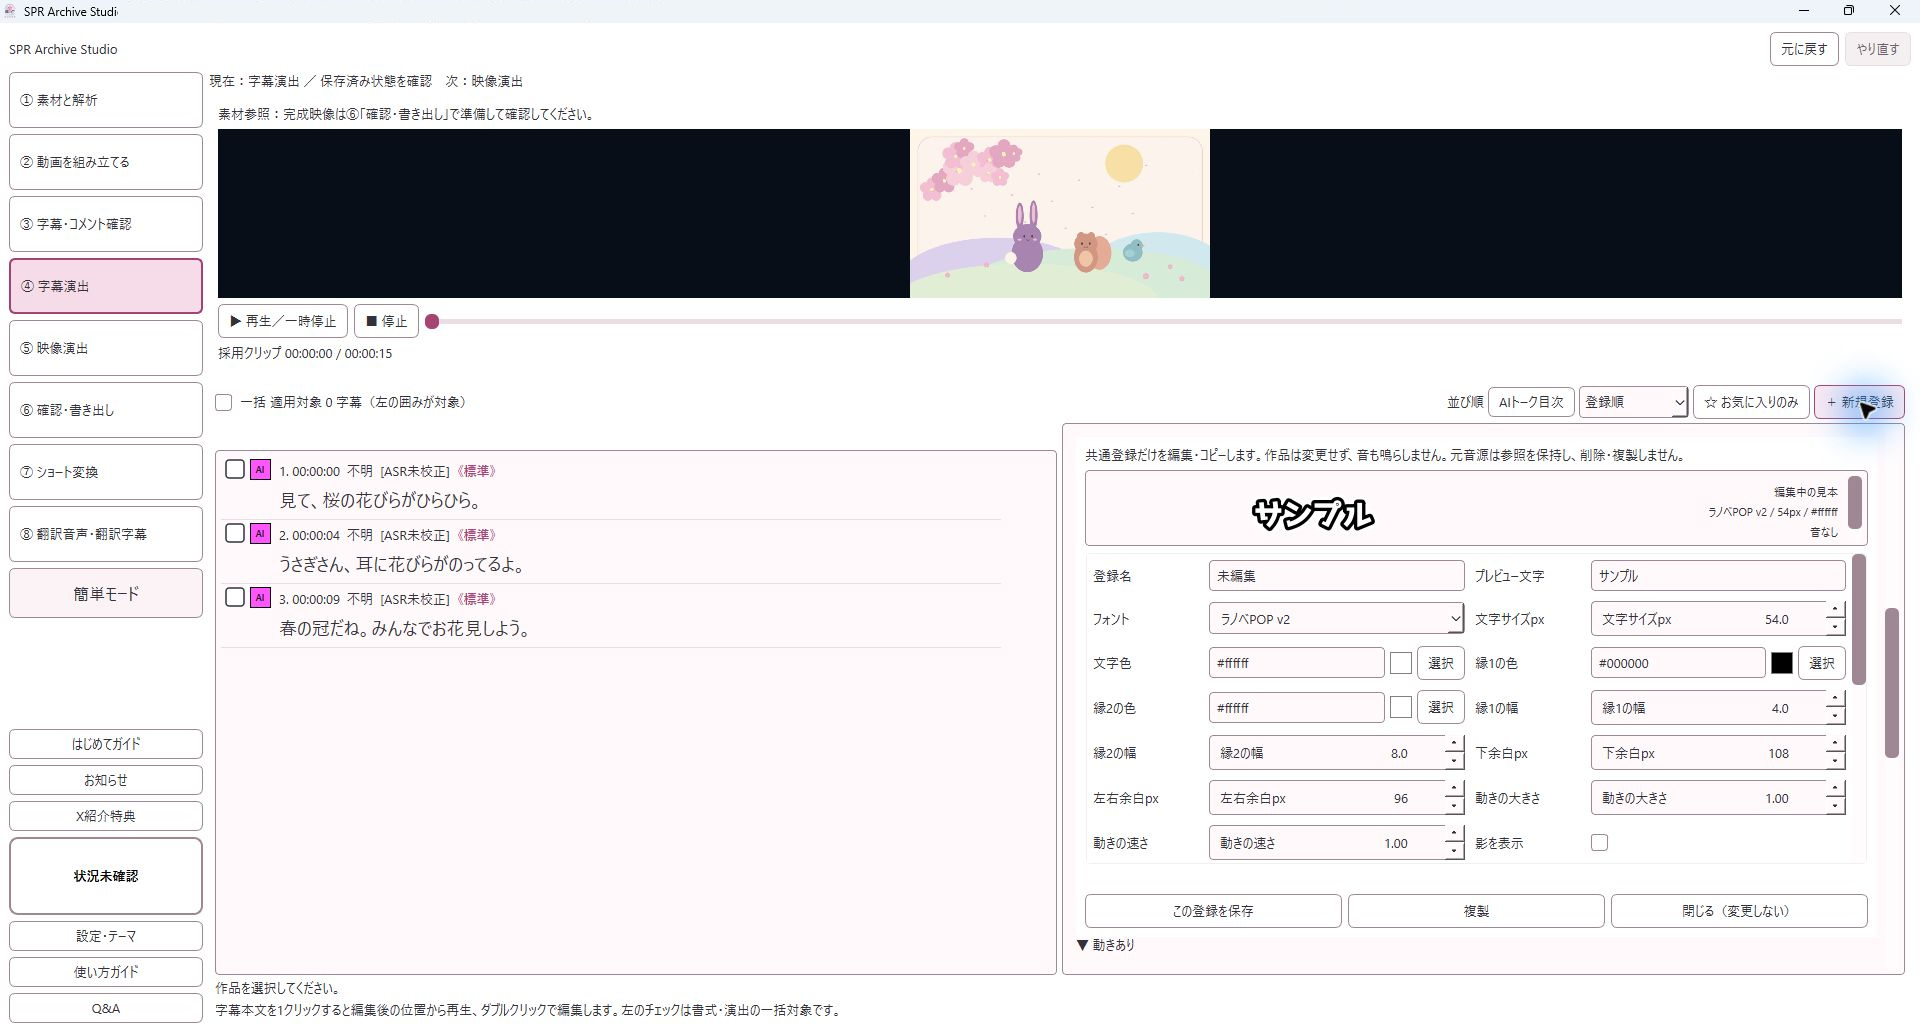 SPR Archive Studi
SPR Archive Studio
元に戻す
やり直す
① 素材と解析
② 動画を組み立てる
③ 字幕・コメント確認
④ 字幕演出
⑤ 映像演出
⑥ 確認・書き出し
⑦ ショート変換
⑧ 翻訳音声・翻訳字幕
簡単モード
はじめてガイド
お知らせ
X紹介特典
状況未確認
設定・テーマ
使い方ガイド
Q&A
現在：字幕演出 ／ 保存済み状態を確認　次：映像演出
素材参照：完成映像は⑥「確認・書き出し」で準備して確認してください。
▶ 再生／一時停止
■ 停止
採用クリップ 00:00:00 / 00:00:15
一括 適用対象 0 字幕（左の囲みが対象）
並び順
AIトーク目次
登録順
☆ お気に入りのみ
＋ 新規登録
AI 1. 00:00:00 不明 [ASR未校正] 《標準》
見て、桜の花びらがひらひら。
AI 2. 00:00:04 不明 [ASR未校正] 《標準》
うさぎさん、耳に花びらがのってるよ。
AI 3. 00:00:09 不明 [ASR未校正] 《標準》
春の冠だね。みんなでお花見しよう。
共通登録だけを編集・コピーします。作品は変更せず、音も鳴らしません。元音源は参照を保持し、削除・複製しません。
サンプル
編集中の見本
ラノベPOP v2 / 54px / #ffffff
音なし
登録名 未編集 プレビュー文字 サンプル
フォント ラノベPOP v2 文字サイズpx 文字サイズpx 54.0
文字色 #ffffff 選択 縁1の色 #000000 選択
縁2の色 #ffffff 選択 縁1の幅 縁1の幅 4.0
縁2の幅 縁2の幅 8.0 下余白px 下余白px 108
左右余白px 左右余白px 96 動きの大きさ 動きの大きさ 1.00
動きの速さ 動きの速さ 1.00 影を表示
この登録を保存
複製
閉じる（変更しない）
▼ 動きあり
作品を選択してください。
字幕本文を1クリックすると編集後の位置から再生、ダブルクリックで編集します。左のチェックは書式・演出の一括対象です。